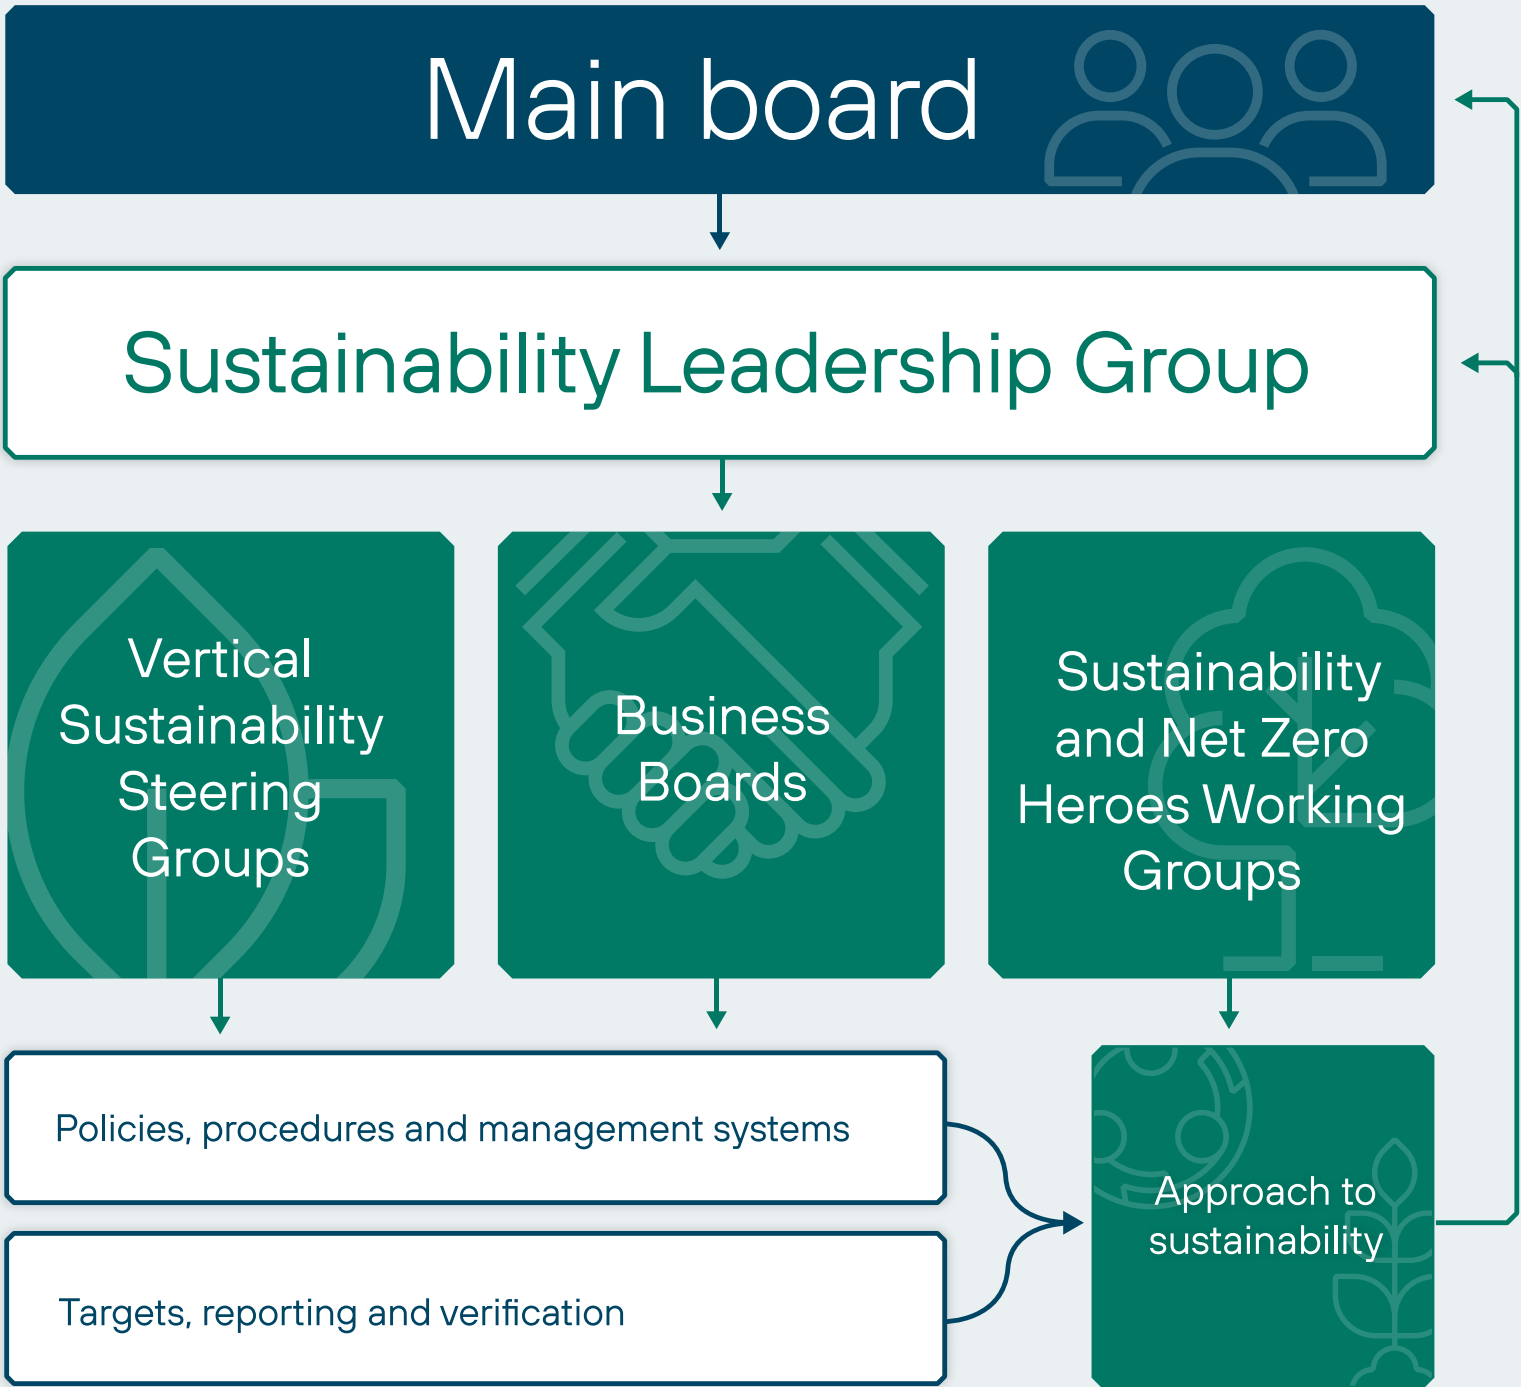 Main board
Sustainability Leadership Group
Vertical
Sustainability
Steering
Groups
Business
Boards
Sustainability
and Net Zero
Heroes Working
Groups
Policies, procedures and management systems
Targets, reporting and verification
Approach to
sustainability